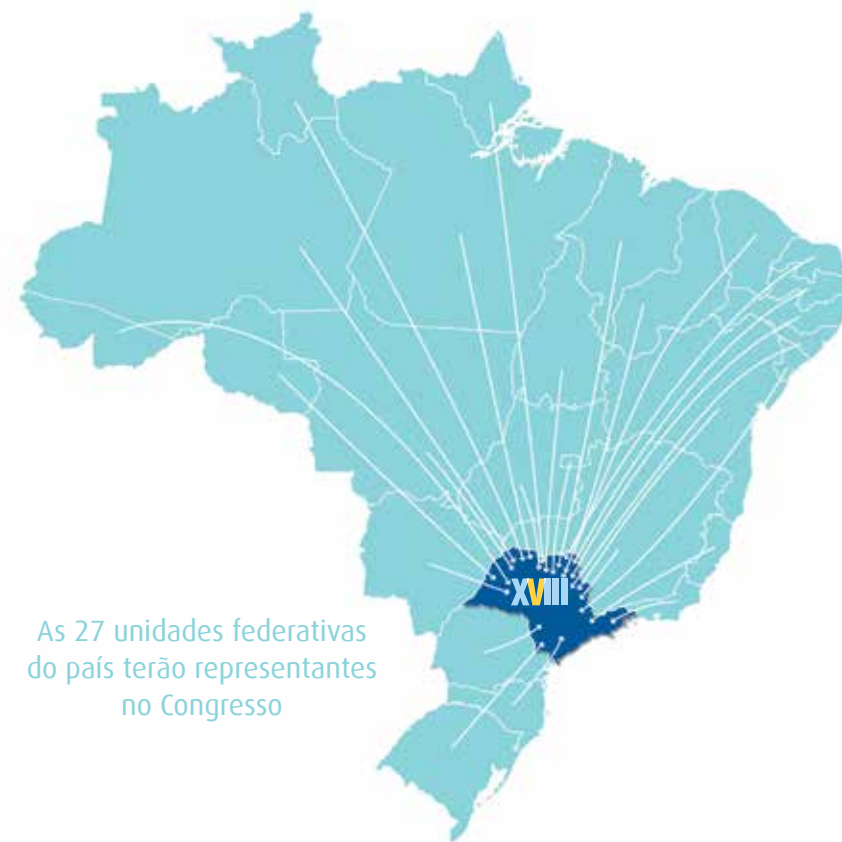 XVIII
As 27 unidades federativas
do país terão representantes
no Congresso